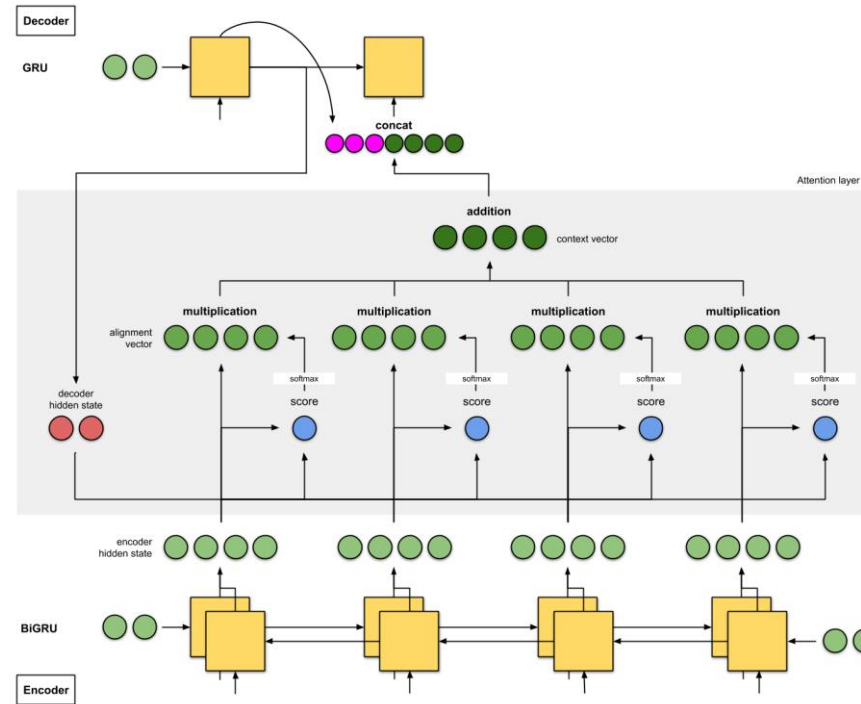 Decoder
GRU
concat
Attention layer
addition
context vector
multiplication
multiplication
multiplication
multiplication
alignment
vector
softmax
softmax
softmax
softmax
decoder
hidden state
score
score
score
score
encoder
hidden state
BiGRU
Encoder